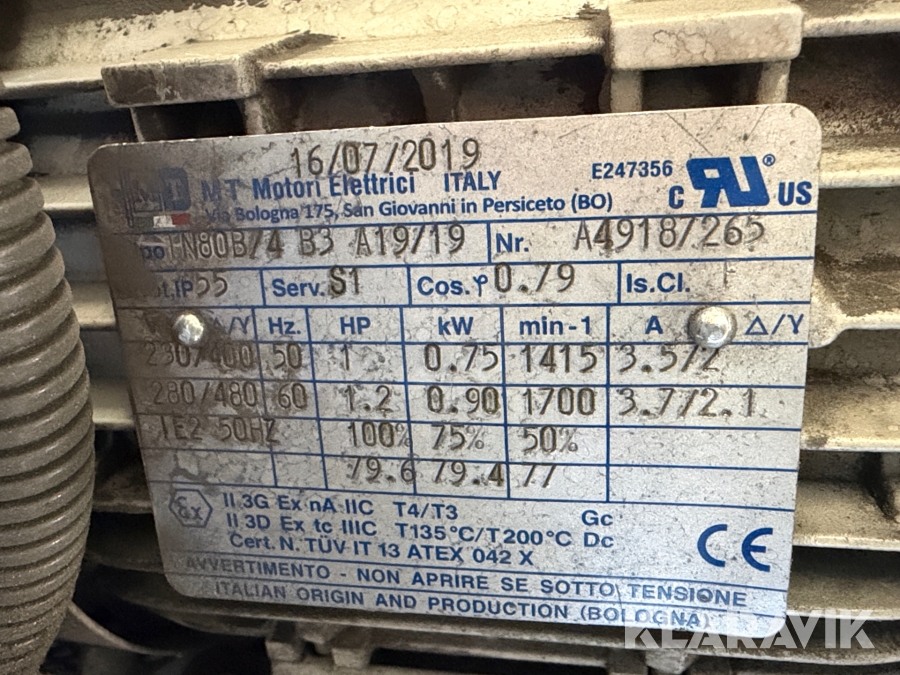 16/07/2019
MT Motori Elettrici ITALY
E247356 C RU® US
Via Bologna 175, San Giovanni in Persiceto (BO)
80B/4 B3 A19/19 Nr. A4918/265
IP55 Serv. S1 Cos.φ 0.79 Is.Cl. F
Δ/Y Hz. HP kW min-1 A Δ/Y
230/400 50 1 0.75 1415 3.5/2
280/480 60 1.2 0.90 1700 3.7/2.1
IE2 50HZ 100% 75% 50%
79.6 79.4 77
Ex II 3G Ex nA IIC T4/T3 Gc
II 3D Ex tc IIIC T135°C/T200°C Dc
Cert. N. TÜV IT 13 ATEX 042 X
CE
AVVERTIMENTO - NON APRIRE SE SOTTO TENSIONE
ITALIAN ORIGIN AND PRODUCTION (BOLOGNA)
KLARAVIK